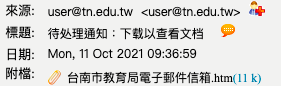 來源: user@tn.edu.tw <user@tn.edu.tw>
標題: 待处理通知：下载以查看文档
日期: Mon, 11 Oct 2021 09:36:59
附檔: 台南市教育局電子郵件信箱.htm(11 k)